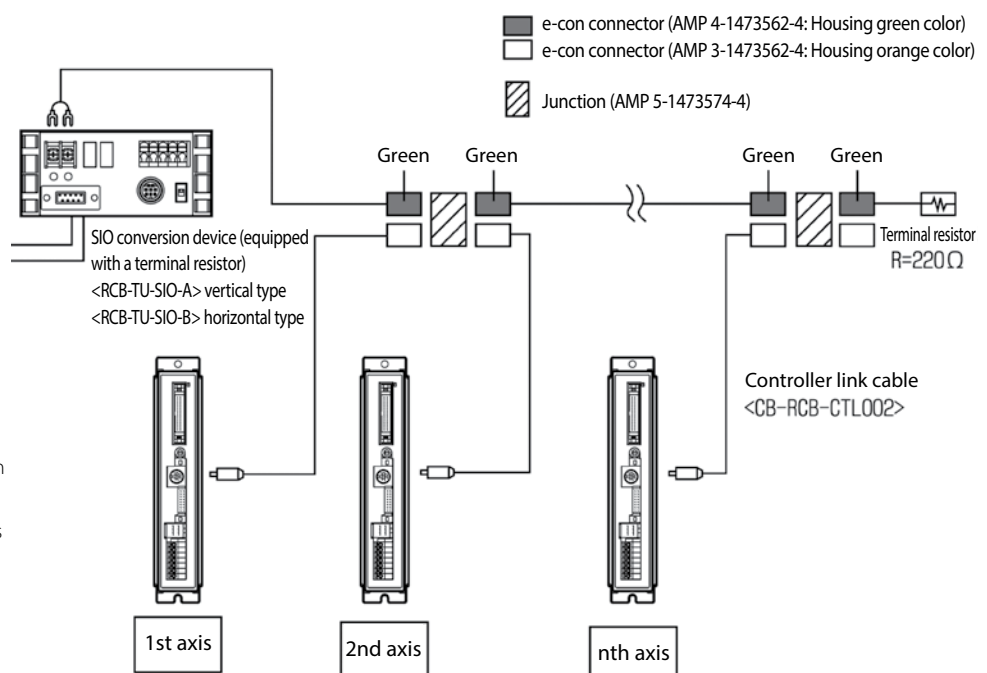 e-con connector (AMP 4-1473562-4: Housing green color)
e-con connector (AMP 3-1473562-4: Housing orange color)
Junction (AMP 5-1473574-4)
Green
Green
Green
Green
SIO conversion device (equipped
with a terminal resistor)
<RCB-TU-SIO-A> vertical type
<RCB-TU-SIO-B> horizontal type
Terminal resistor
R=220Ω
Controller link cable
<CB-RCB-CTL002>
n
s
1st axis
2nd axis
nth axis